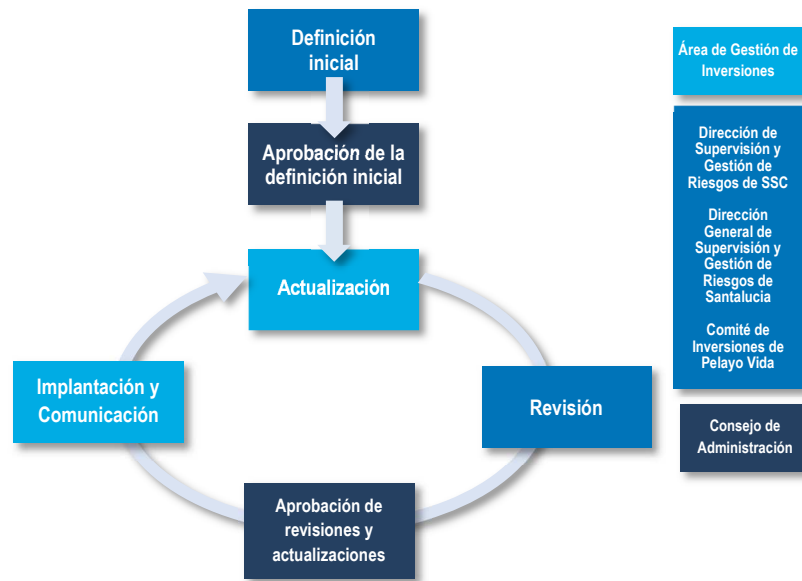 Definición
inicial
Aprobación de la
definición inicial
Actualización
Implantación y
Comunicación
Revisión
Aprobación de
revisiones y
actualizaciones
Área de Gestión de
Inversiones
Dirección de
Supervisión y
Gestión de
Riesgos de SSC
Dirección
General de
Supervisión y
Gestión de
Riesgos de
Santalucia
Comité de
Inversiones de
Pelayo Vida
Consejo de
Administración